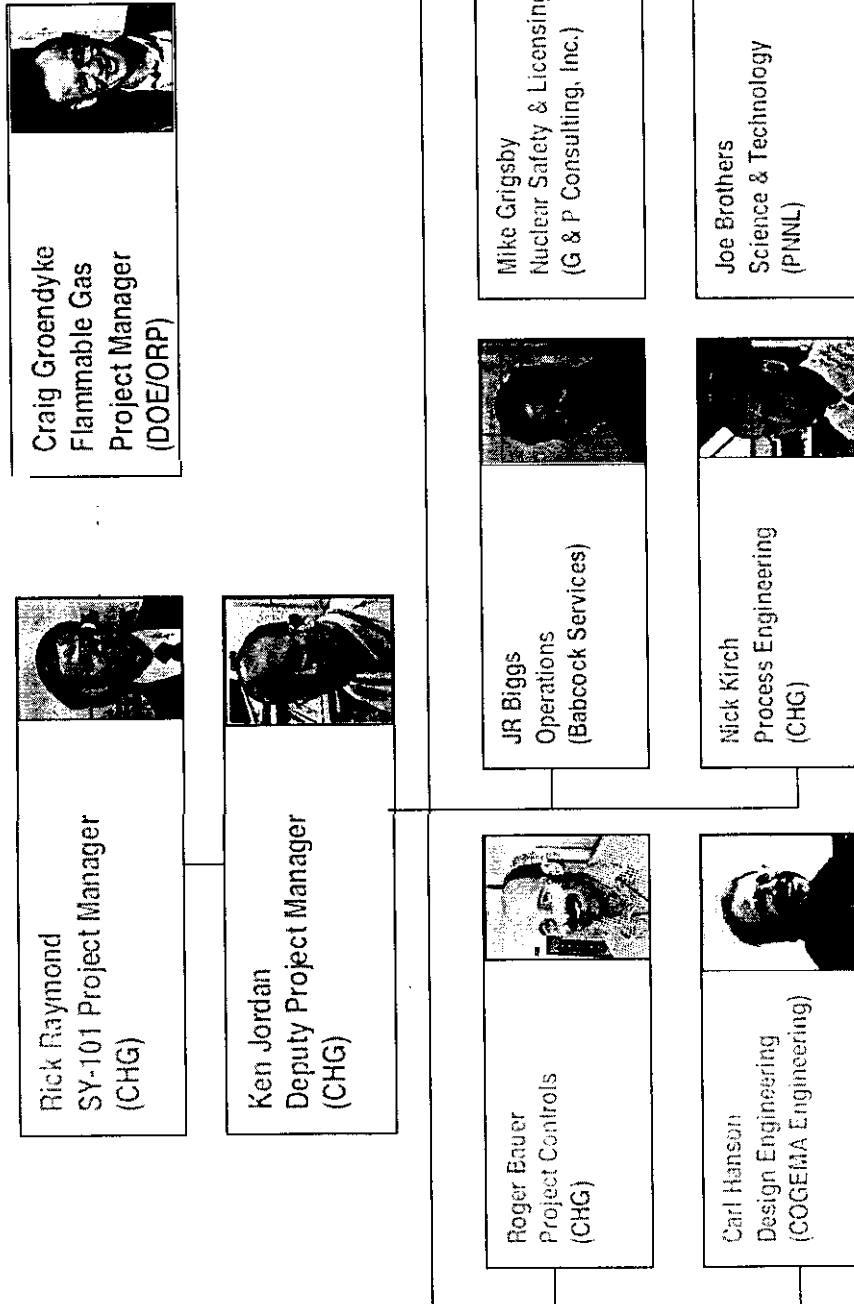 Rick Raymond
SY-101 Project Manager
(CHG)
Craig Groendyke
Flammable Gas
Project Manager
(DOE/ORP)
Ken Jordan
Deputy Project Manager
(CHG)
Roger Bauer
Project Controls
(CHG)
JR Biggs
Operations
(Babcock Services)
Mike Grigsby
Nuclear Safety & Licensing
(G & P Consulting, Inc.)
Carl Hanson
Design Engineering
(COGEMA Engineering)
Nick Kirch
Process Engineering
(CHG)
Joe Brothers
Science & Technology
(PNNL)